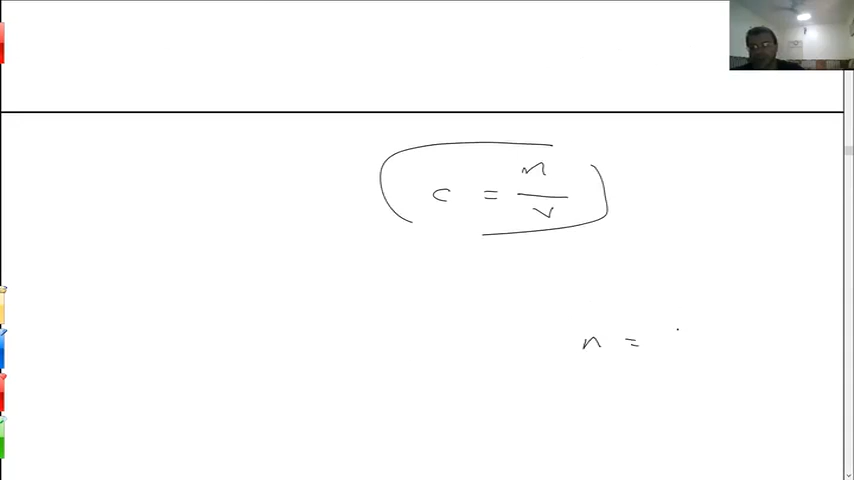 c = n/v
n =